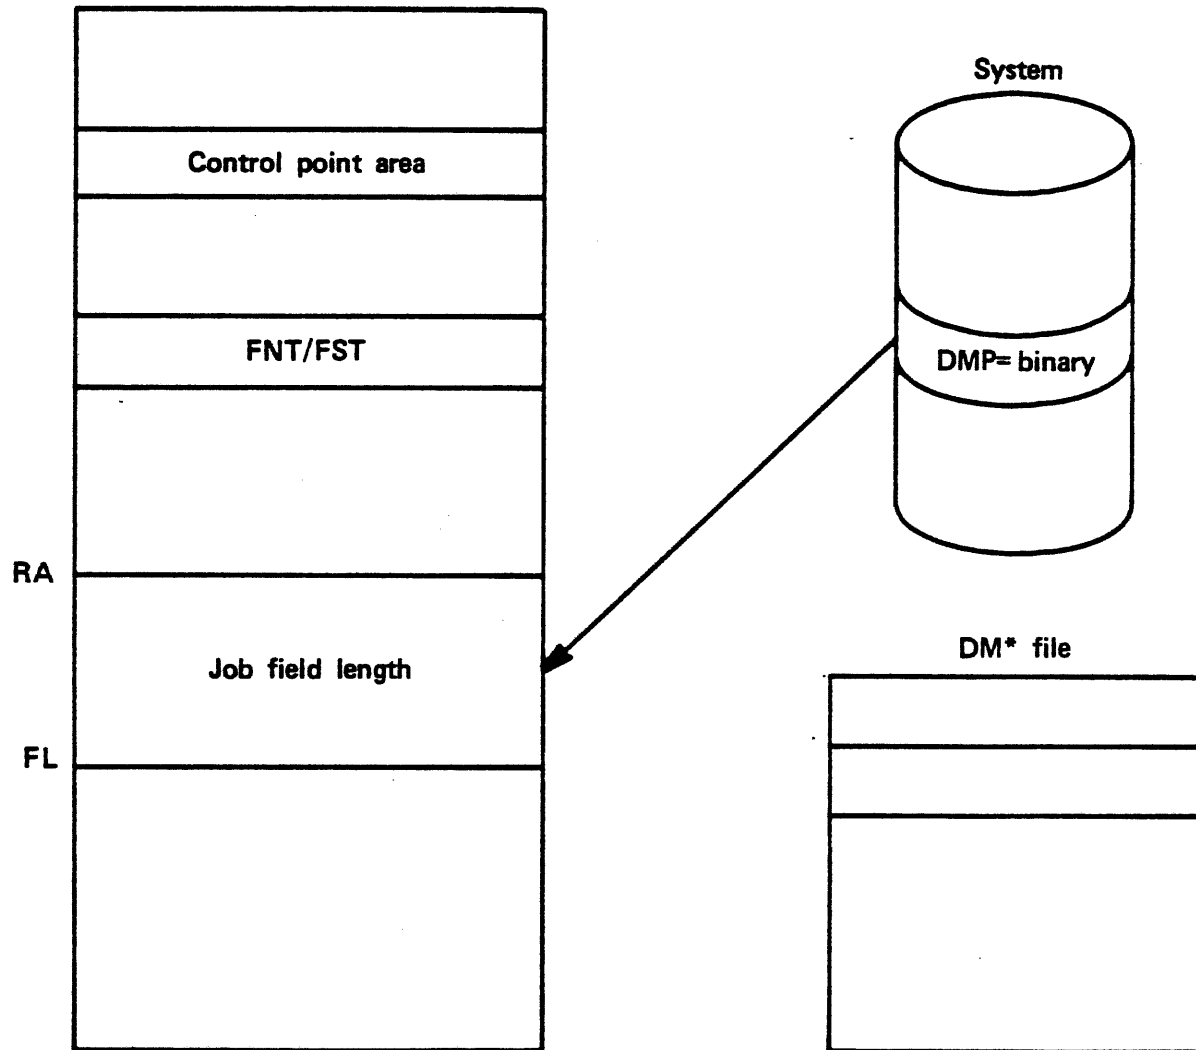 System
Control point area
FNT/FST
DMP= binary
RA
Job field length
DM* file
FL